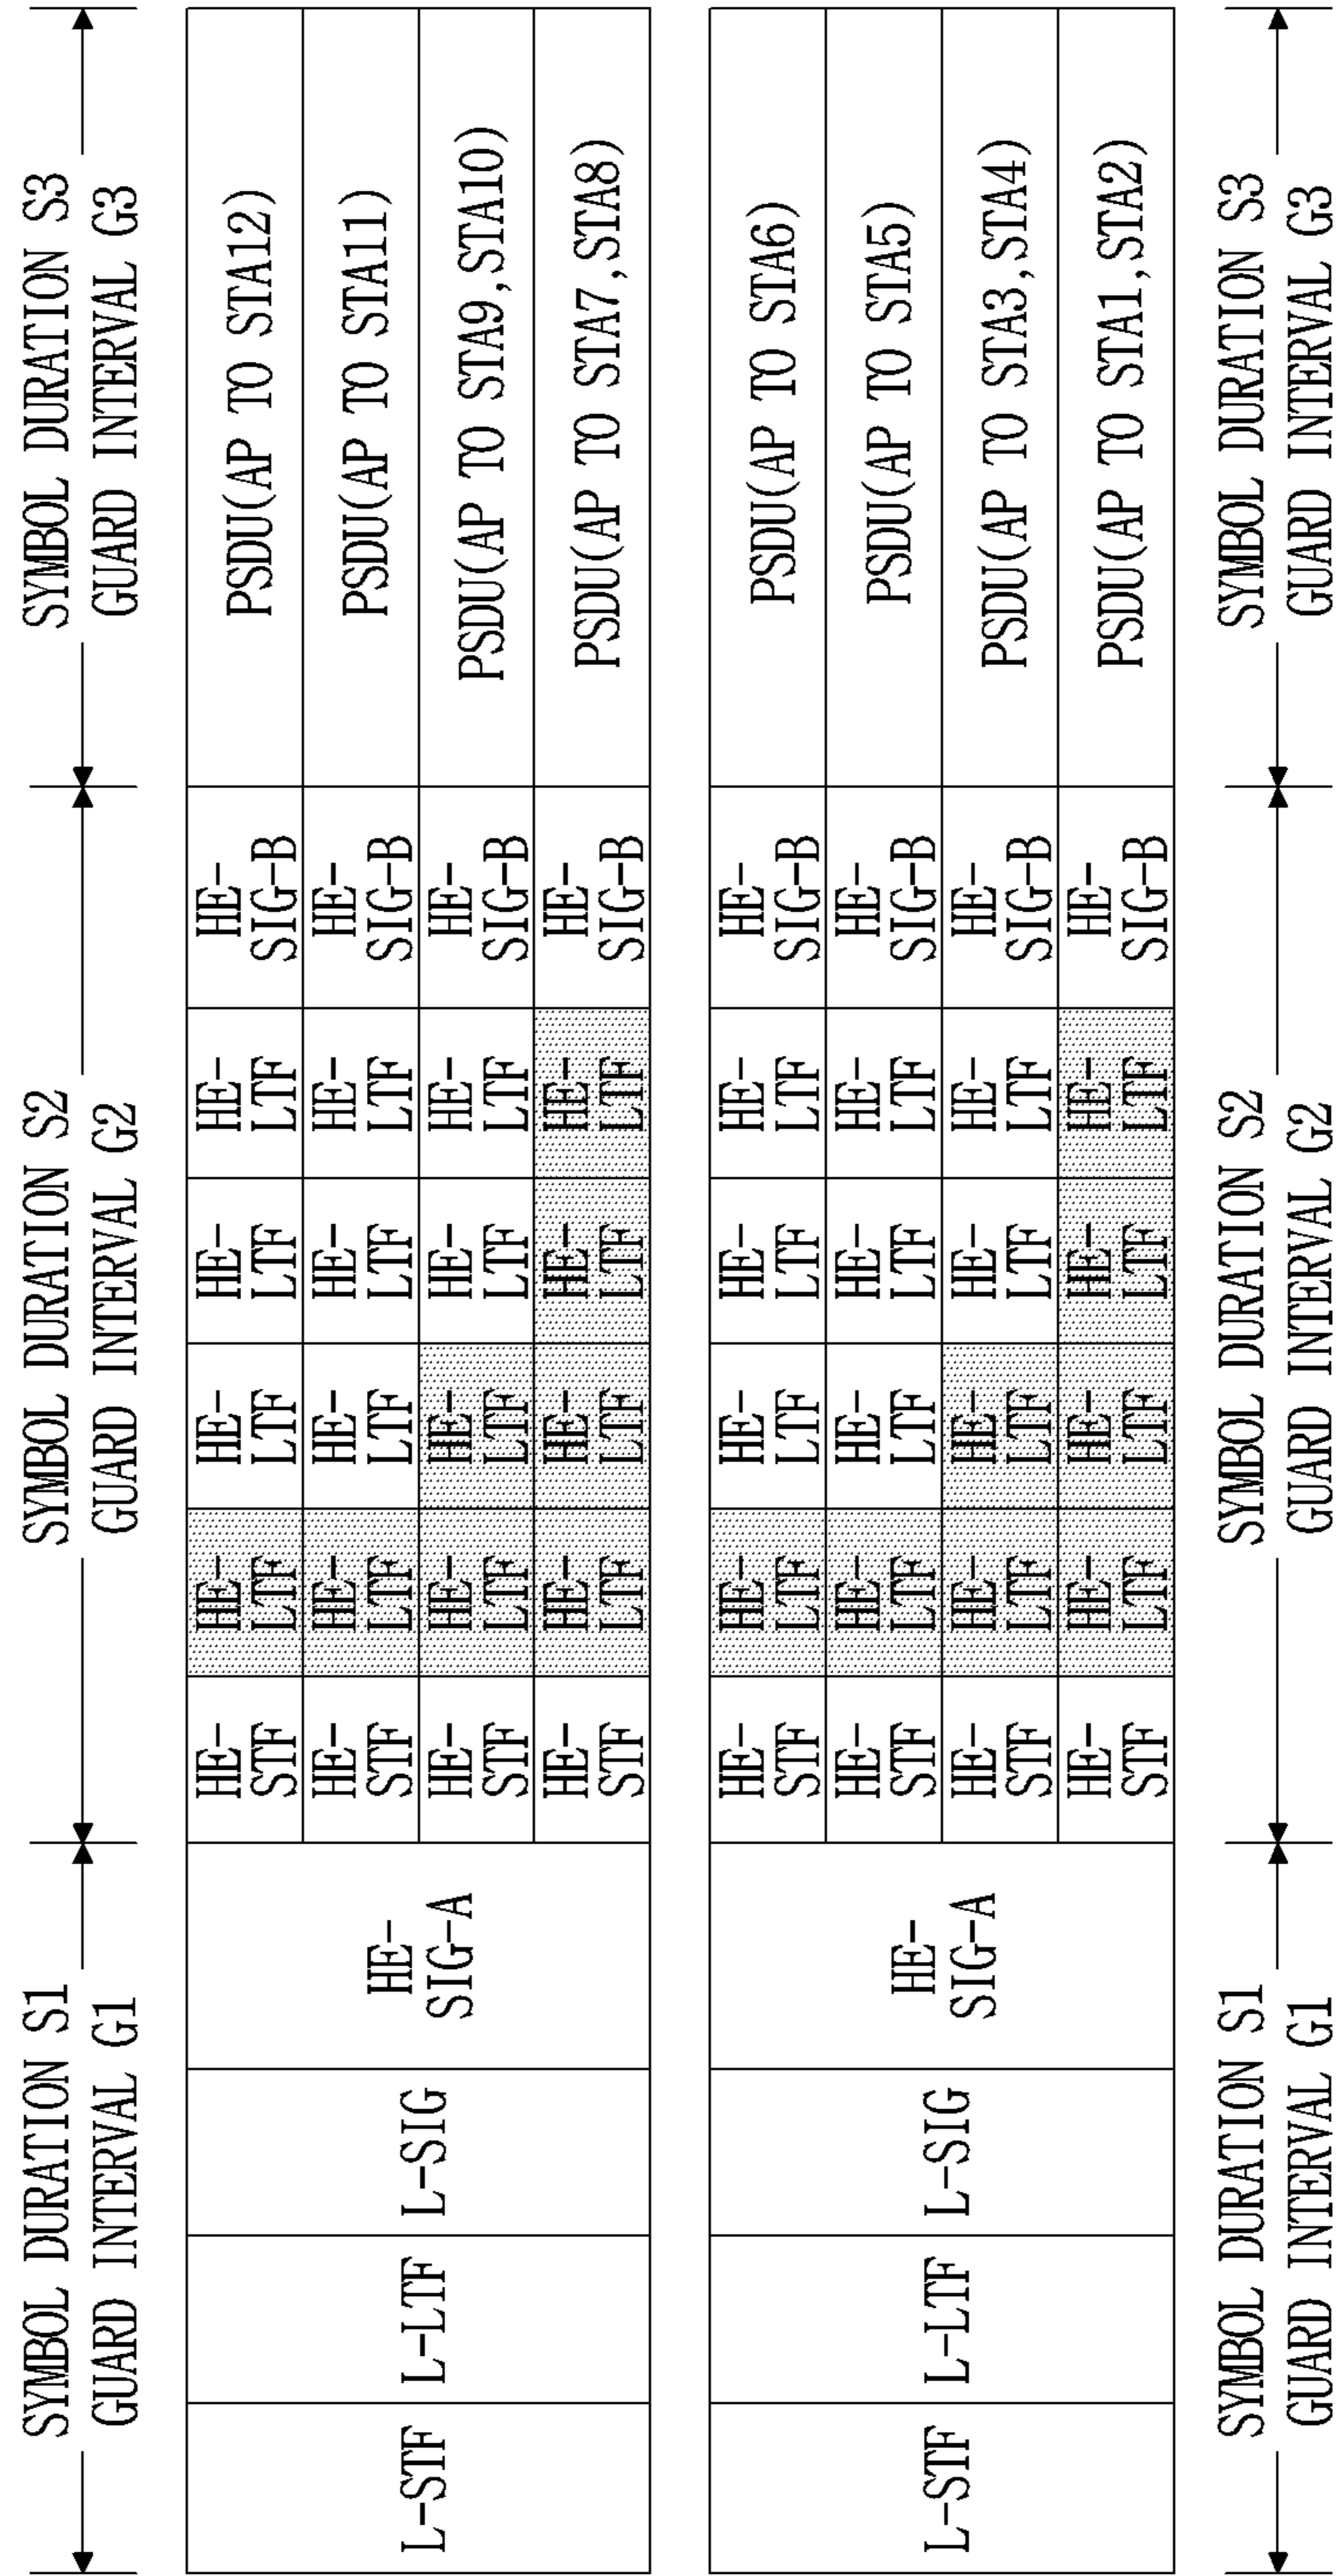 SYMBOL DURATION S1
GUARD INTERVAL G1
SYMBOL DURATION S2
GUARD INTERVAL G2
SYMBOL DURATION S3
GUARD INTERVAL G3
L-STF
L-LTF
L-SIG
HE-
SIG-A
HE-
STF
HE-
LTF
HE-
LTF
HE-
LTF
HE-
LTF
HE-
SIG-B
PSDU(AP TO STA12)
HE-
STF
HE-
LTF
HE-
LTF
HE-
LTF
HE-
LTF
HE-
SIG-B
PSDU(AP TO STA11)
HE-
STF
HE-
LTF
HE-
LTF
HE-
LTF
HE-
LTF
HE-
SIG-B
PSDU(AP TO STA9,STA10)
HE-
STF
HE-
LTF
HE-
LTF
HE-
LTF
HE-
LTF
HE-
SIG-B
PSDU(AP TO STA7,STA8)
L-STF
L-LTF
L-SIG
HE-
SIG-A
HE-
STF
HE-
LTF
HE-
LTF
HE-
LTF
HE-
LTF
HE-
SIG-B
PSDU(AP TO STA6)
HE-
STF
HE-
LTF
HE-
LTF
HE-
LTF
HE-
LTF
HE-
SIG-B
PSDU(AP TO STA5)
HE-
STF
HE-
LTF
HE-
LTF
HE-
LTF
HE-
LTF
HE-
SIG-B
PSDU(AP TO STA3,STA4)
HE-
STF
HE-
LTF
HE-
LTF
HE-
LTF
HE-
LTF
HE-
SIG-B
PSDU(AP TO STA1,STA2)
SYMBOL DURATION S1
GUARD INTERVAL G1
SYMBOL DURATION S2
GUARD INTERVAL G2
SYMBOL DURATION S3
GUARD INTERVAL G3